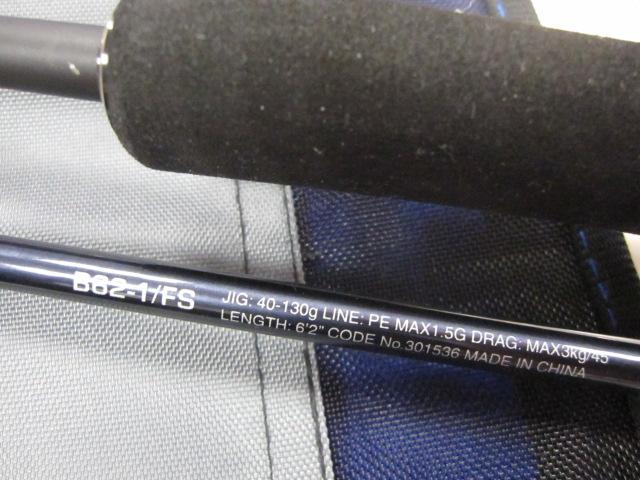 B62-1/FS
JIG: 40-130g LINE: PE MAX1.5G DRAG: MAX3kg/45
LENGTH: 6'2" CODE No.301536 MADE IN CHINA